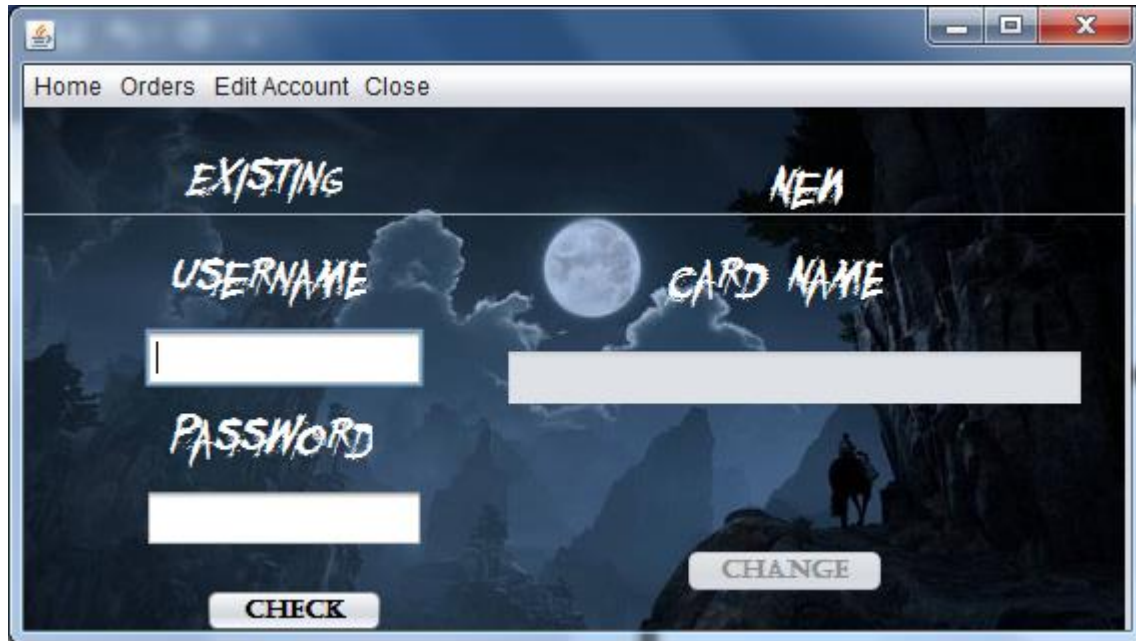 Home Orders Edit Account Close
EXISTING
NEW
USERNAME
CARD NAME
PASSWORD
CHANGE
CHECK